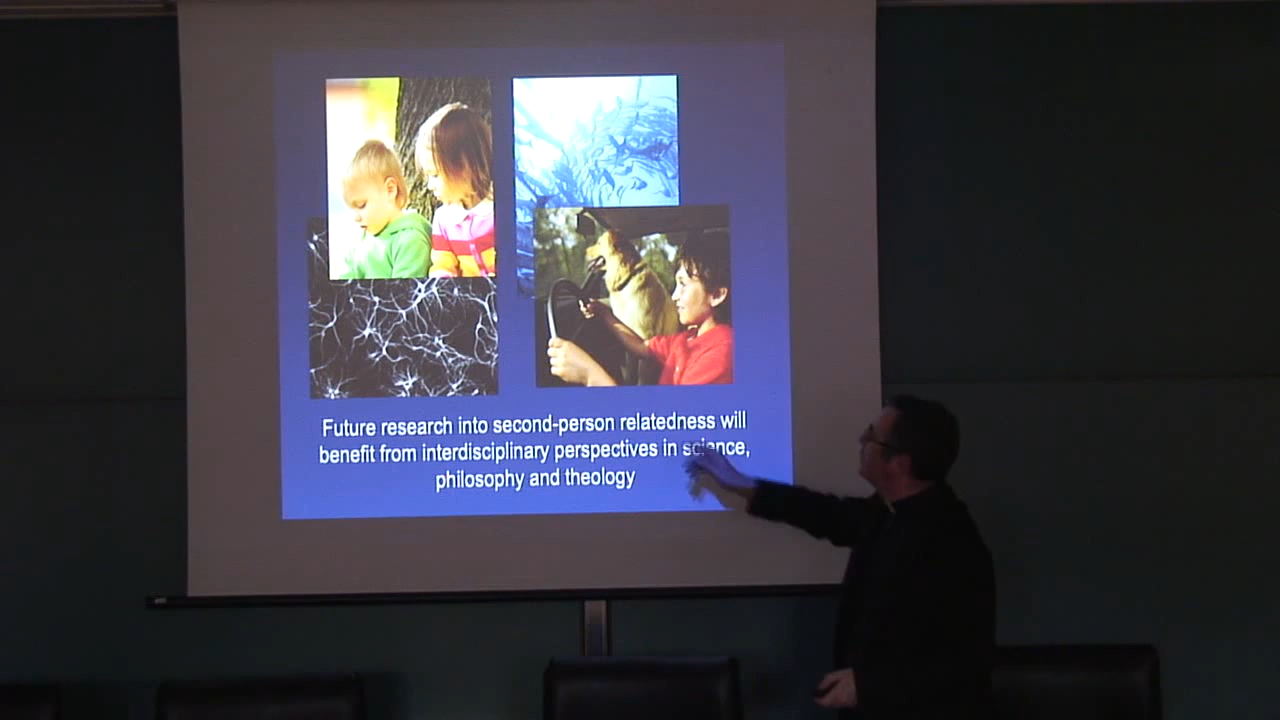 Future research into second-person relatedness will
benefit from interdisciplinary perspectives in science,
philosophy and theology